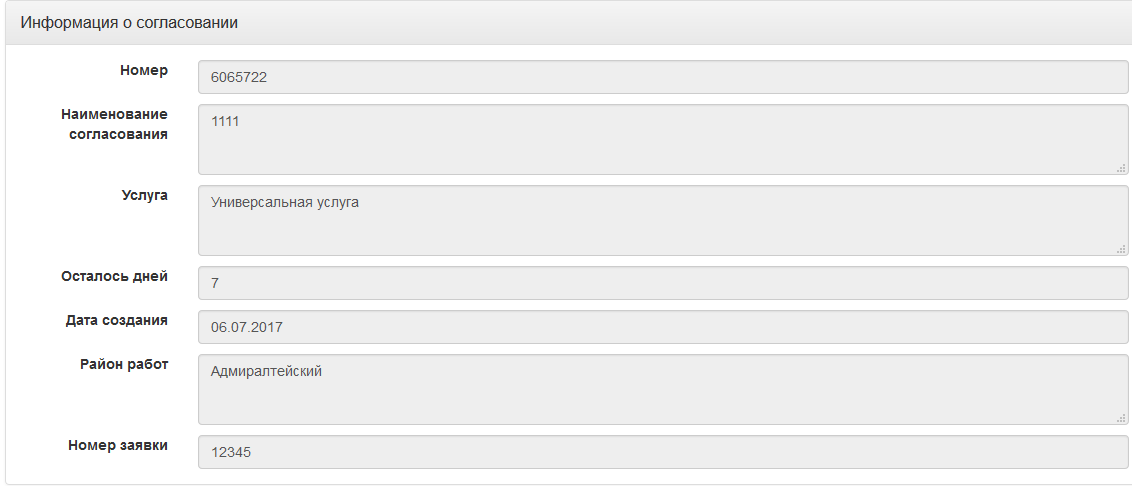 Информация о согласовании
Номер
6065722
Наименование
согласования
1111
Услуга
Универсальная услуга
Осталось дней
7
Дата создания
06.07.2017
Район работ
Адмиралтейский
Номер заявки
12345